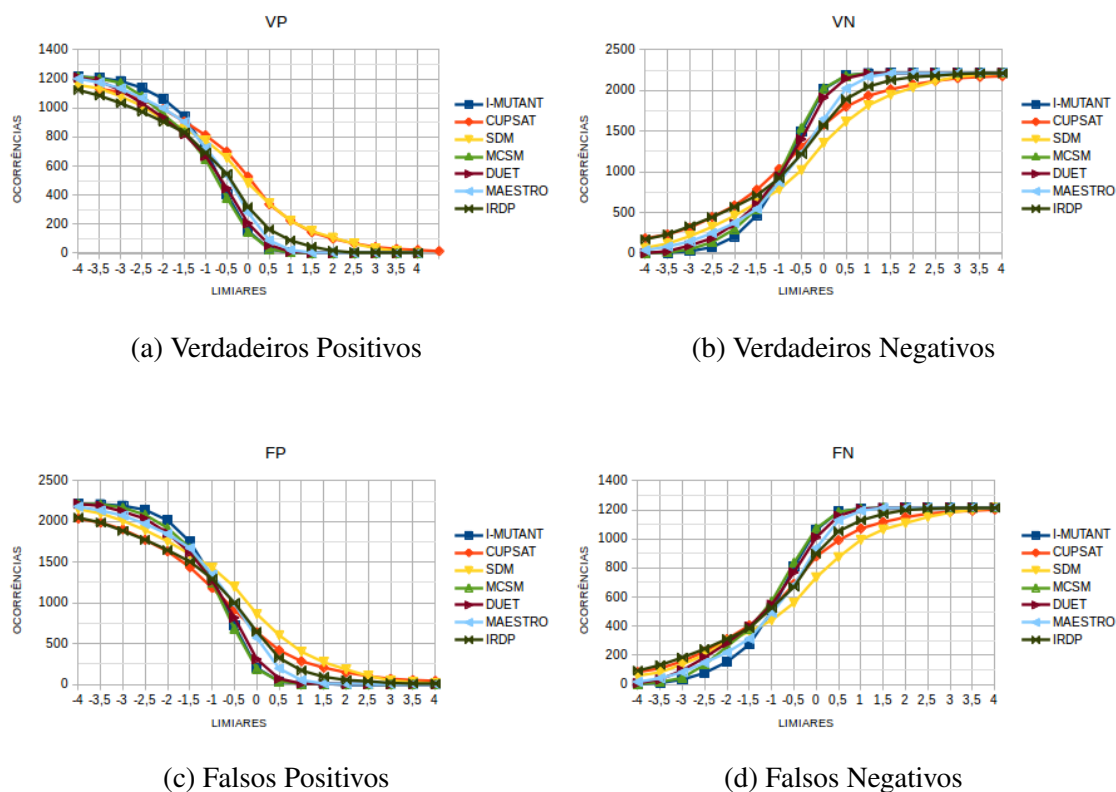 VP
1400
1200
1000
800
600
400
200
0
OCORRÊNCIAS
-4 -3,5 -3 -2,5 -2 -1,5 -1 -0,5 0 0,5 1 1,5 2 2,5 3 3,5 4
LIMIARES
I-MUTANT
CUPSAT
SDM
MCSM
DUET
MAESTRO
IRDP
(a) Verdadeiros Positivos
VN
2500
2000
1500
1000
500
0
OCORRÊNCIAS
-4 -3,5 -3 -2,5 -2 -1,5 -1 -0,5 0 0,5 1 1,5 2 2,5 3 3,5 4
LIMIARES
I-MUTANT
CUPSAT
SDM
MCSM
DUET
MAESTRO
IRDP
(b) Verdadeiros Negativos
FP
2500
2000
1500
1000
500
0
OCORRÊNCIAS
-4 -3,5 -3 -2,5 -2 -1,5 -1 -0,5 0 0,5 1 1,5 2 2,5 3 3,5 4
LIMIARES
I-MUTANT
CUPSAT
SDM
MCSM
DUET
MAESTRO
IRDP
(c) Falsos Positivos
FN
1400
1200
1000
800
600
400
200
0
OCORRÊNCIAS
-4 -3,5 -3 -2,5 -2 -1,5 -1 -0,5 0 0,5 1 1,5 2 2,5 3 3,5 4
LIMIARES
I-MUTANT
CUPSAT
SDM
MCSM
DUET
MAESTRO
IRDP
(d) Falsos Negativos